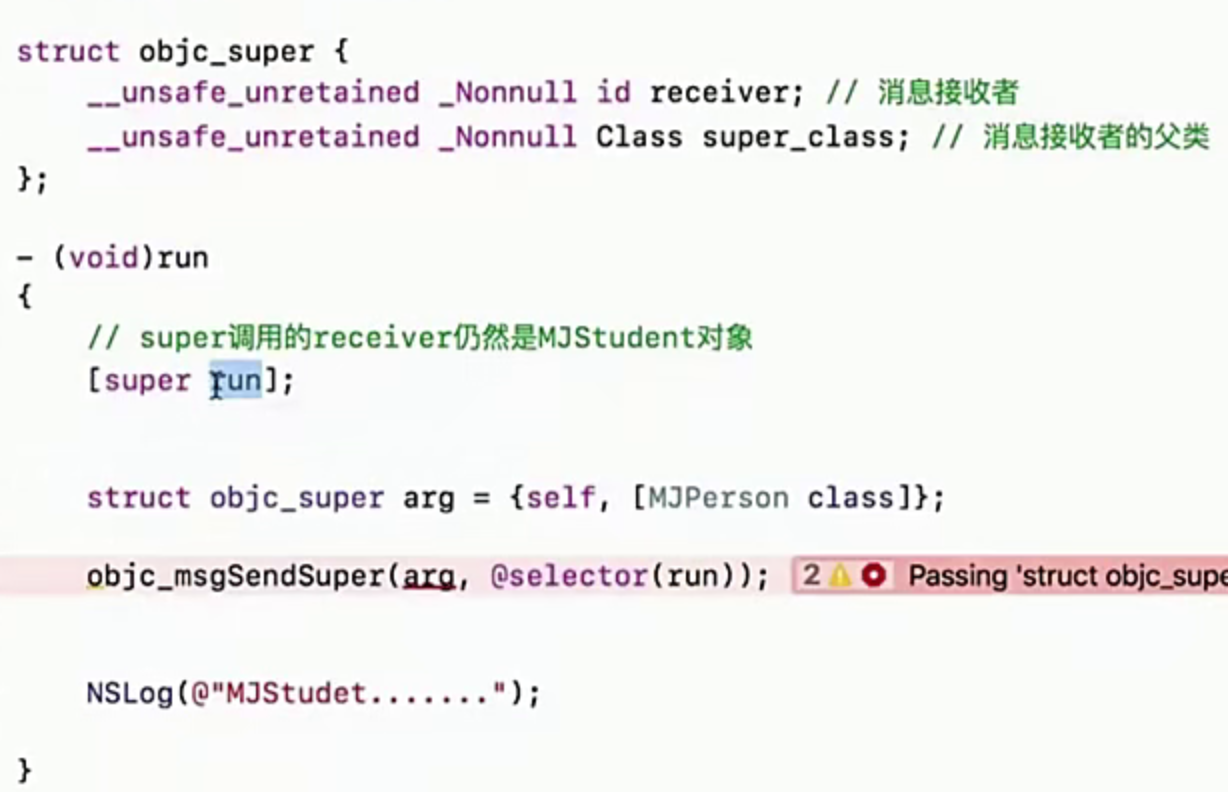 struct objc_super {
    __unsafe_unretained _Nonnull id receiver; // 消息接收者
    __unsafe_unretained _Nonnull Class super_class; // 消息接收者的父类
};
- (void)run
{
    // super调用的receiver仍然是MJStudent对象
    [super run];
    struct objc_super arg = {self, [MJPerson class]};
    objc_msgSendSuper(arg, @selector(run)); 2 Passing 'struct objc_supe
    NSLog(@"MJStudet.......");
}